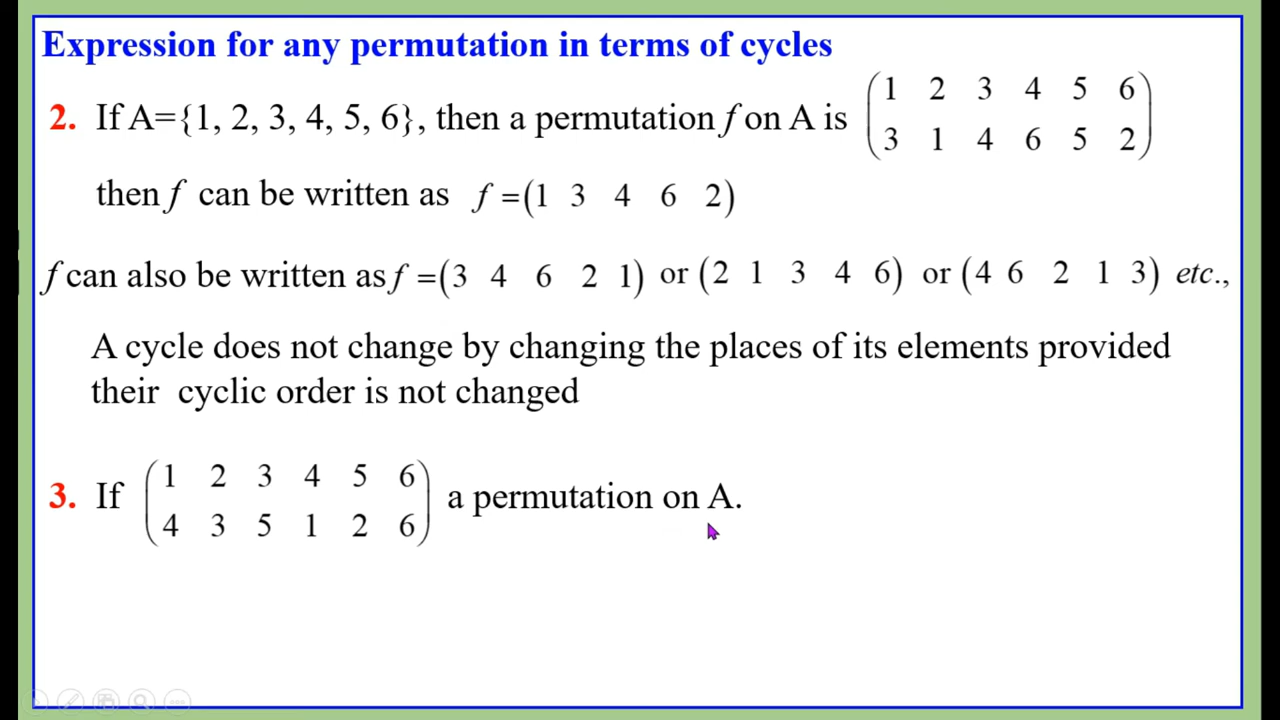 Expression for any permutation in terms of cycles
2. If A={1, 2, 3, 4, 5, 6}, then a permutation f on A is (1 2 3 4 5 6
3 1 4 6 5 2)
then f can be written as f =(1 3 4 6 2)
f can also be written as f =(3 4 6 2 1) or (2 1 3 4 6) or (4 6 2 1 3) etc.,
A cycle does not change by changing the places of its elements provided
their cyclic order is not changed
3. If (1 2 3 4 5 6
4 3 5 1 2 6) a permutation on A.